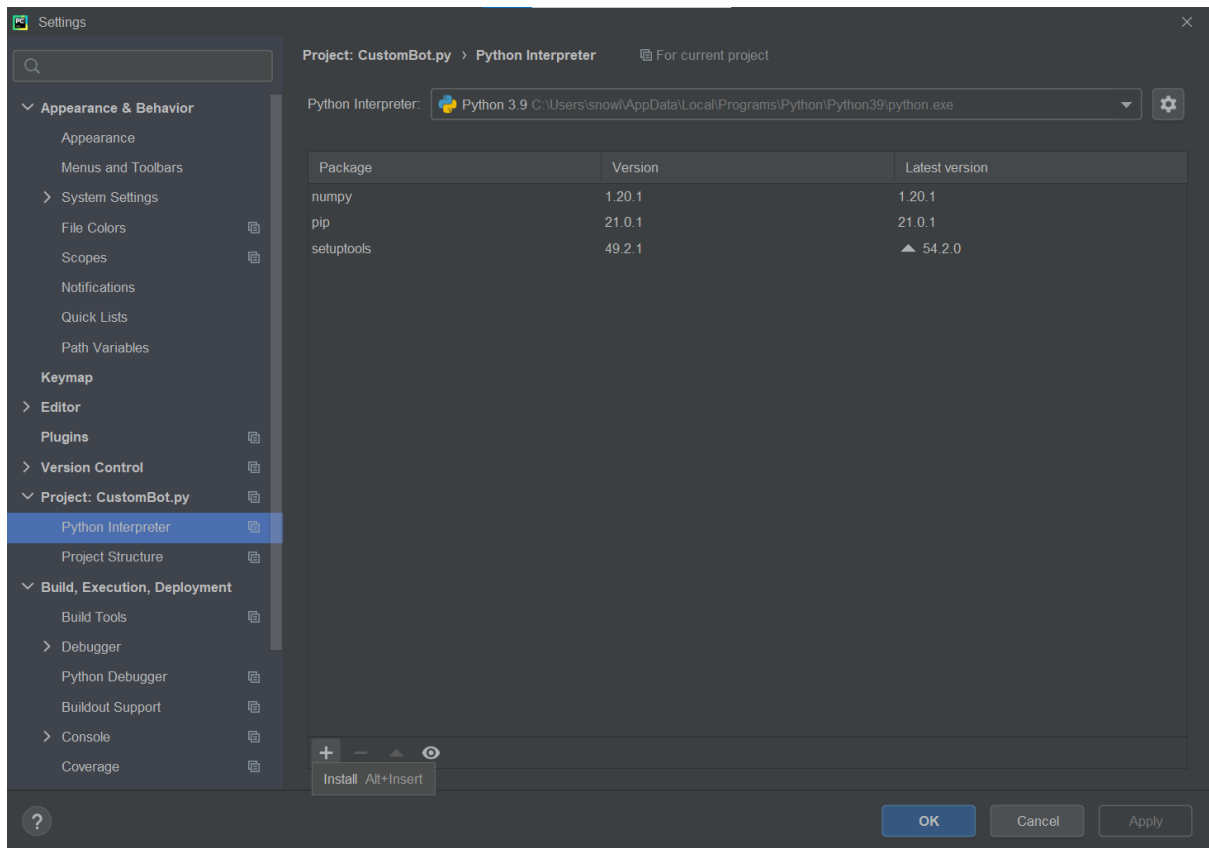 PC Settings
Project: CustomBot.py › Python Interpreter For current project
Python Interpreter: Python 3.9 C:\Users\snowl\AppData\Local\Programs\Python\Python39\python.exe
Appearance & Behavior
Appearance
Menus and Toolbars
System Settings
File Colors
Scopes
Notifications
Quick Lists
Path Variables
Keymap
Editor
Plugins
Version Control
Project: CustomBot.py
Python Interpreter
Project Structure
Build, Execution, Deployment
Build Tools
Debugger
Python Debugger
Buildout Support
Console
Coverage
Package Version Latest version
numpy 1.20.1 1.20.1
pip 21.0.1 21.0.1
setuptools 49.2.1 54.2.0
Install Alt+Insert
? OK Cancel Apply